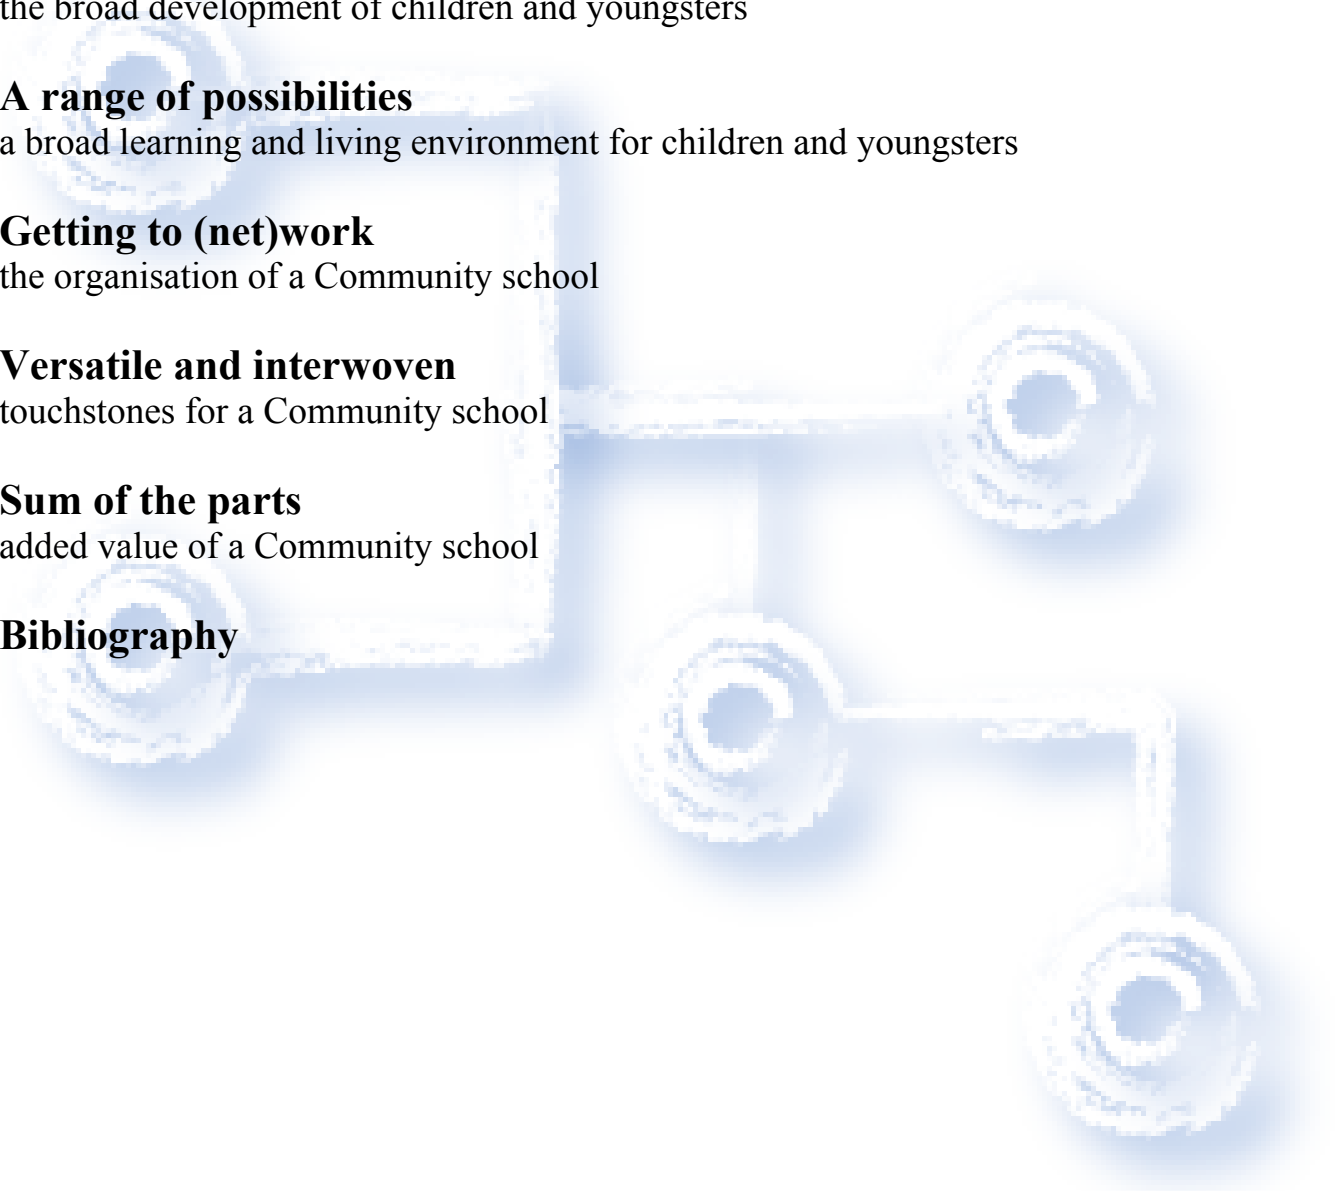 the broad development of children and youngsters
A range of possibilities
a broad learning and living environment for children and youngsters
Getting to (net)work
the organisation of a Community school
Versatile and interwoven
touchstones for a Community school
Sum of the parts
added value of a Community school
Bibliography